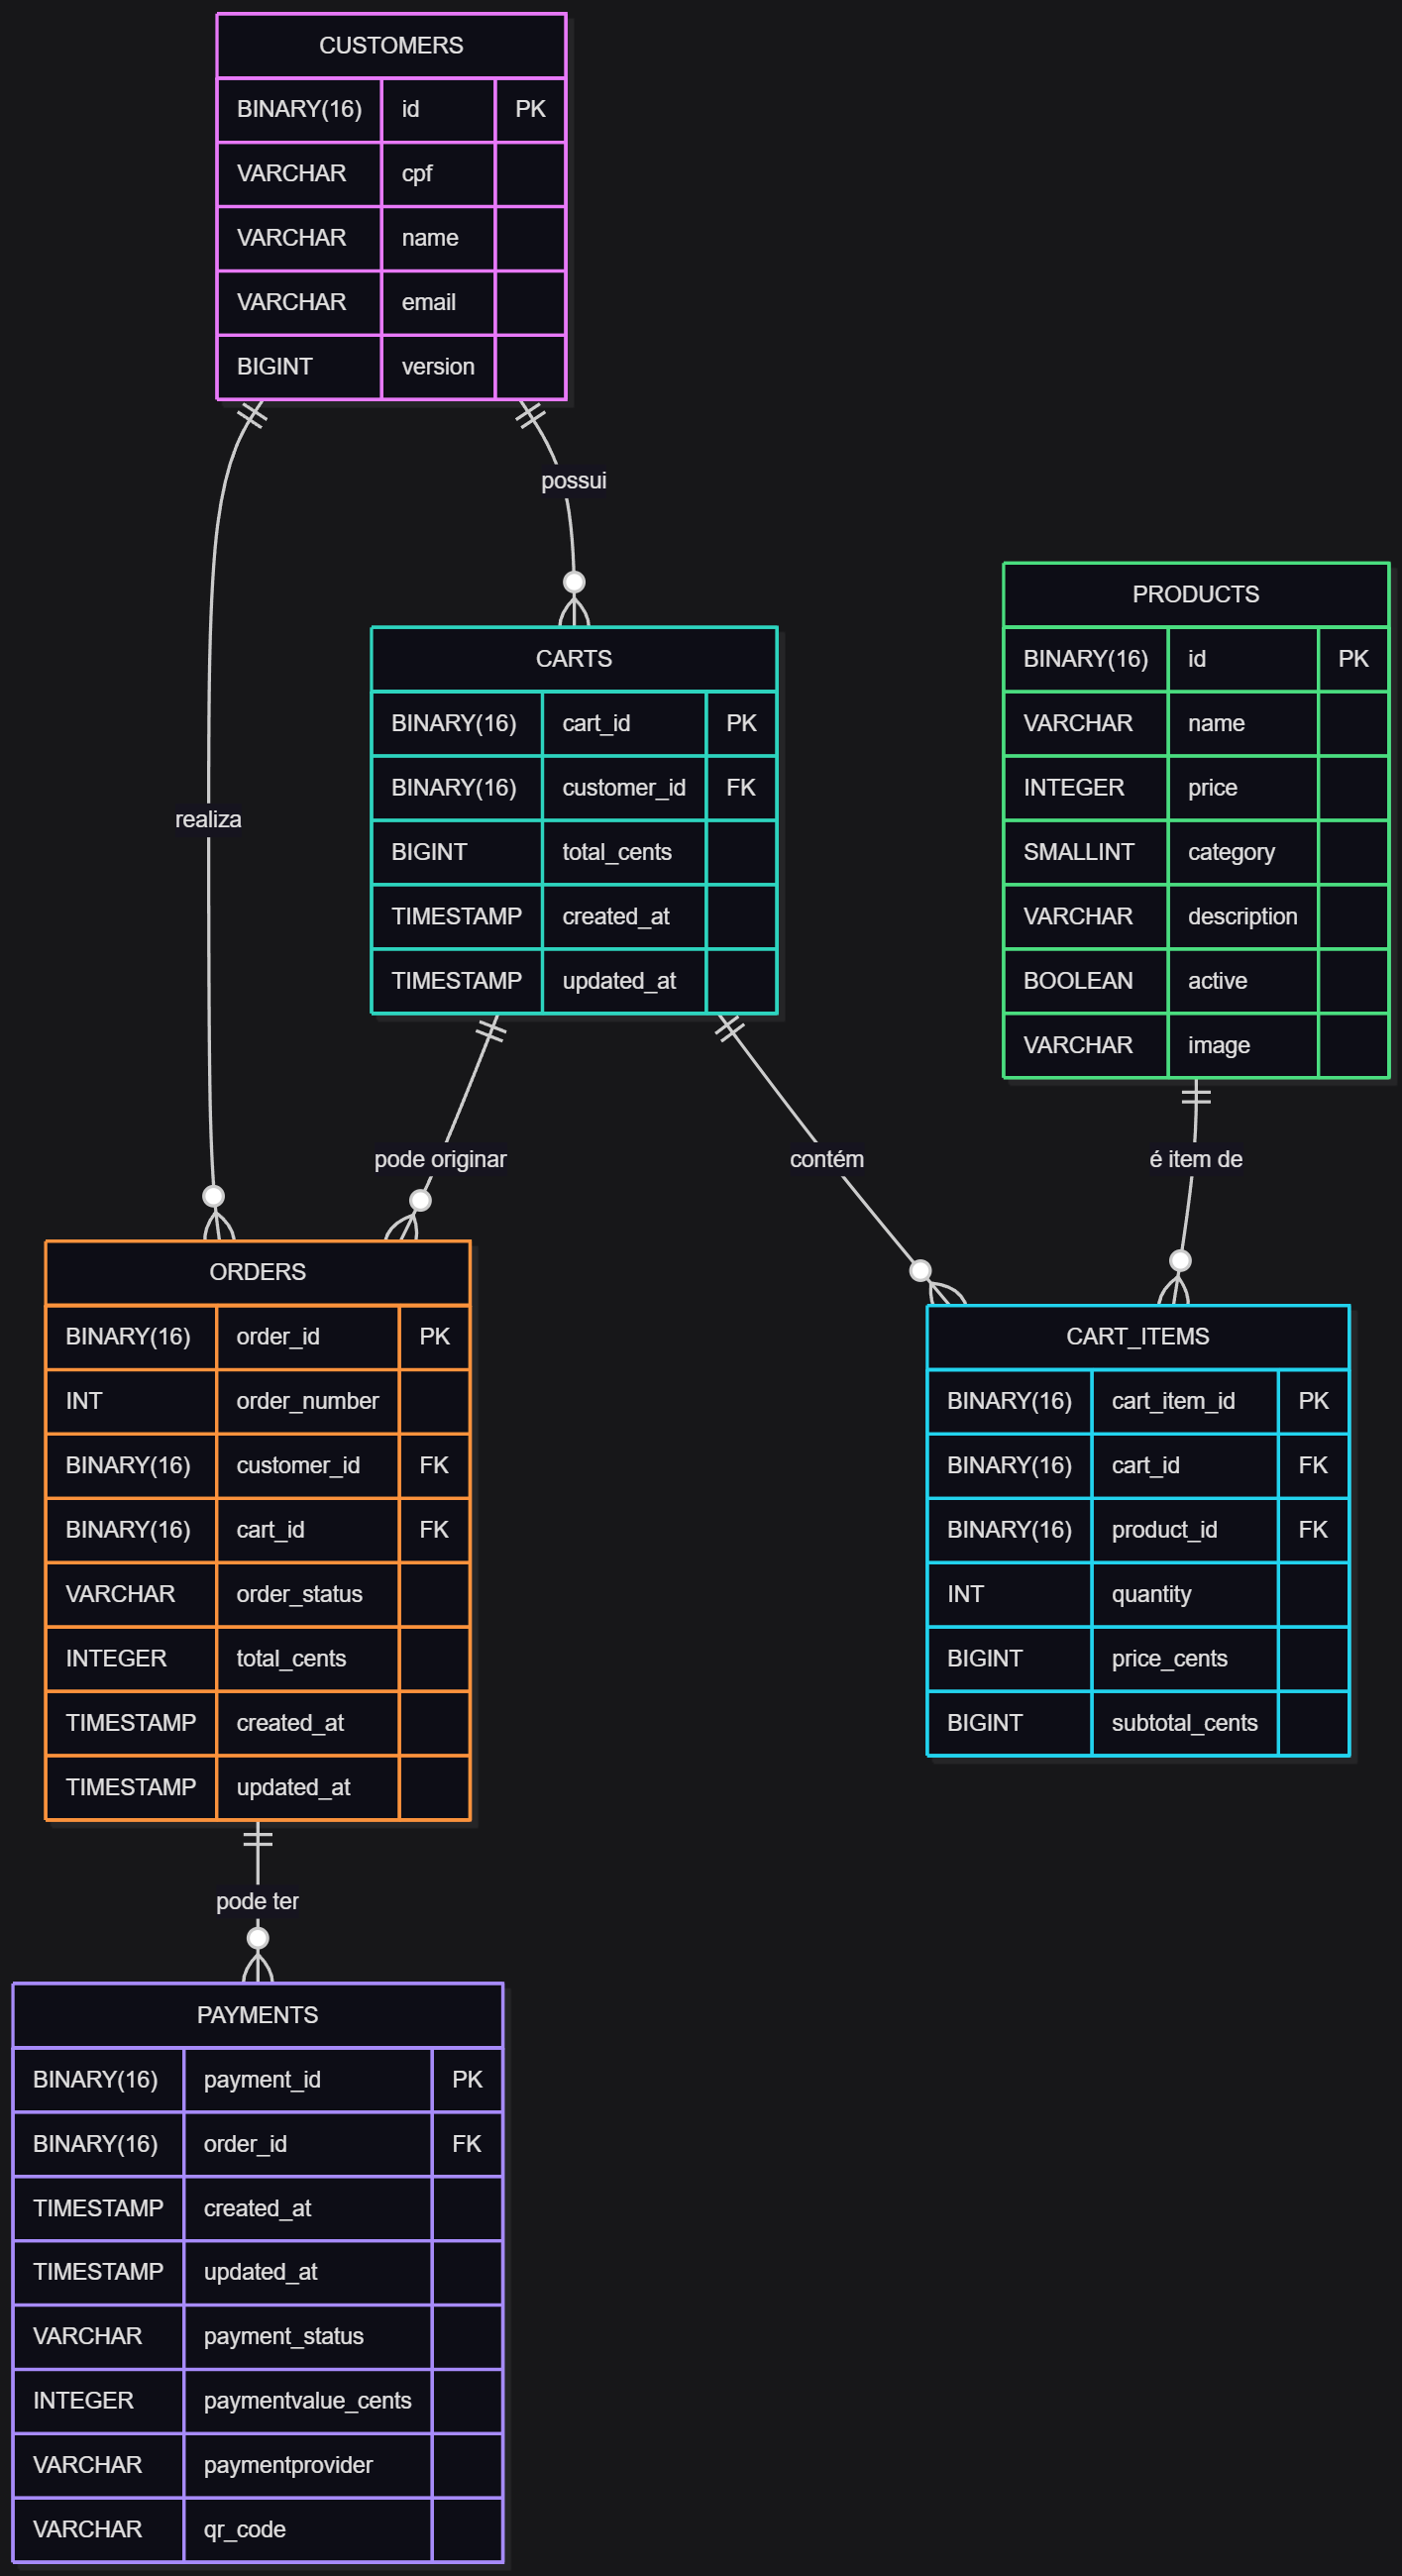 CUSTOMERS
BINARY(16) id PK
VARCHAR cpf
VARCHAR name
VARCHAR email
BIGINT version
possui
realiza
CARTS
BINARY(16) cart_id PK
BINARY(16) customer_id FK
BIGINT total_cents
TIMESTAMP created_at
TIMESTAMP updated_at
PRODUCTS
BINARY(16) id PK
VARCHAR name
INTEGER price
SMALLINT category
VARCHAR description
BOOLEAN active
VARCHAR image
pode originar
contém
é item de
ORDERS
BINARY(16) order_id PK
INT order_number
BINARY(16) customer_id FK
BINARY(16) cart_id FK
VARCHAR order_status
INTEGER total_cents
TIMESTAMP created_at
TIMESTAMP updated_at
CART_ITEMS
BINARY(16) cart_item_id PK
BINARY(16) cart_id FK
BINARY(16) product_id FK
INT quantity
BIGINT price_cents
BIGINT subtotal_cents
pode ter
PAYMENTS
BINARY(16) payment_id PK
BINARY(16) order_id FK
TIMESTAMP created_at
TIMESTAMP updated_at
VARCHAR payment_status
INTEGER paymentvalue_cents
VARCHAR paymentprovider
VARCHAR qr_code